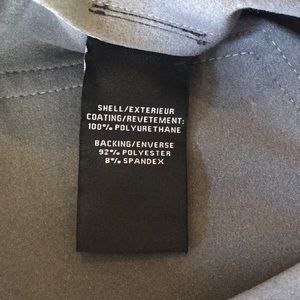 SHELL/EXTERIEUR
COATING/REVETEMENT:
100% POLYURETHANE
BACKING/ENVERSE
92% POLYESTER
8% SPANDEX